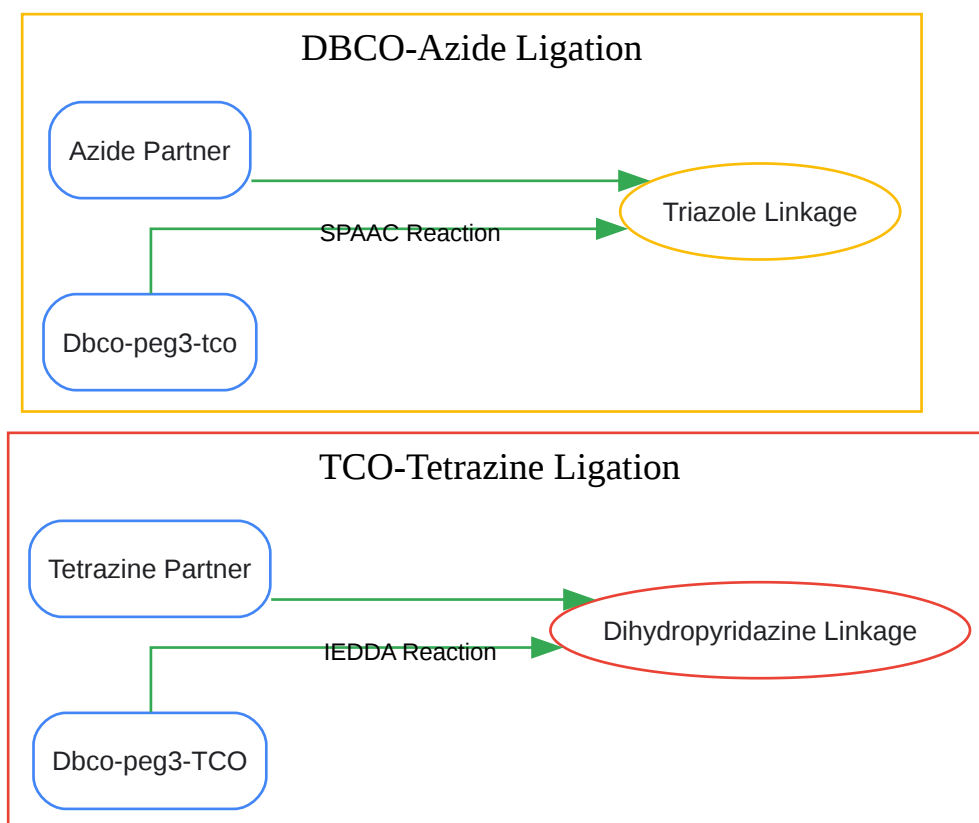 DBCO-Azide Ligation
Azide Partner
Triazole Linkage
SPAAC Reaction
Dbco-peg3-tco
TCO-Tetrazine Ligation
Tetrazine Partner
Dihydropyridazine Linkage
IEDDA Reaction
Dbco-peg3-TCO